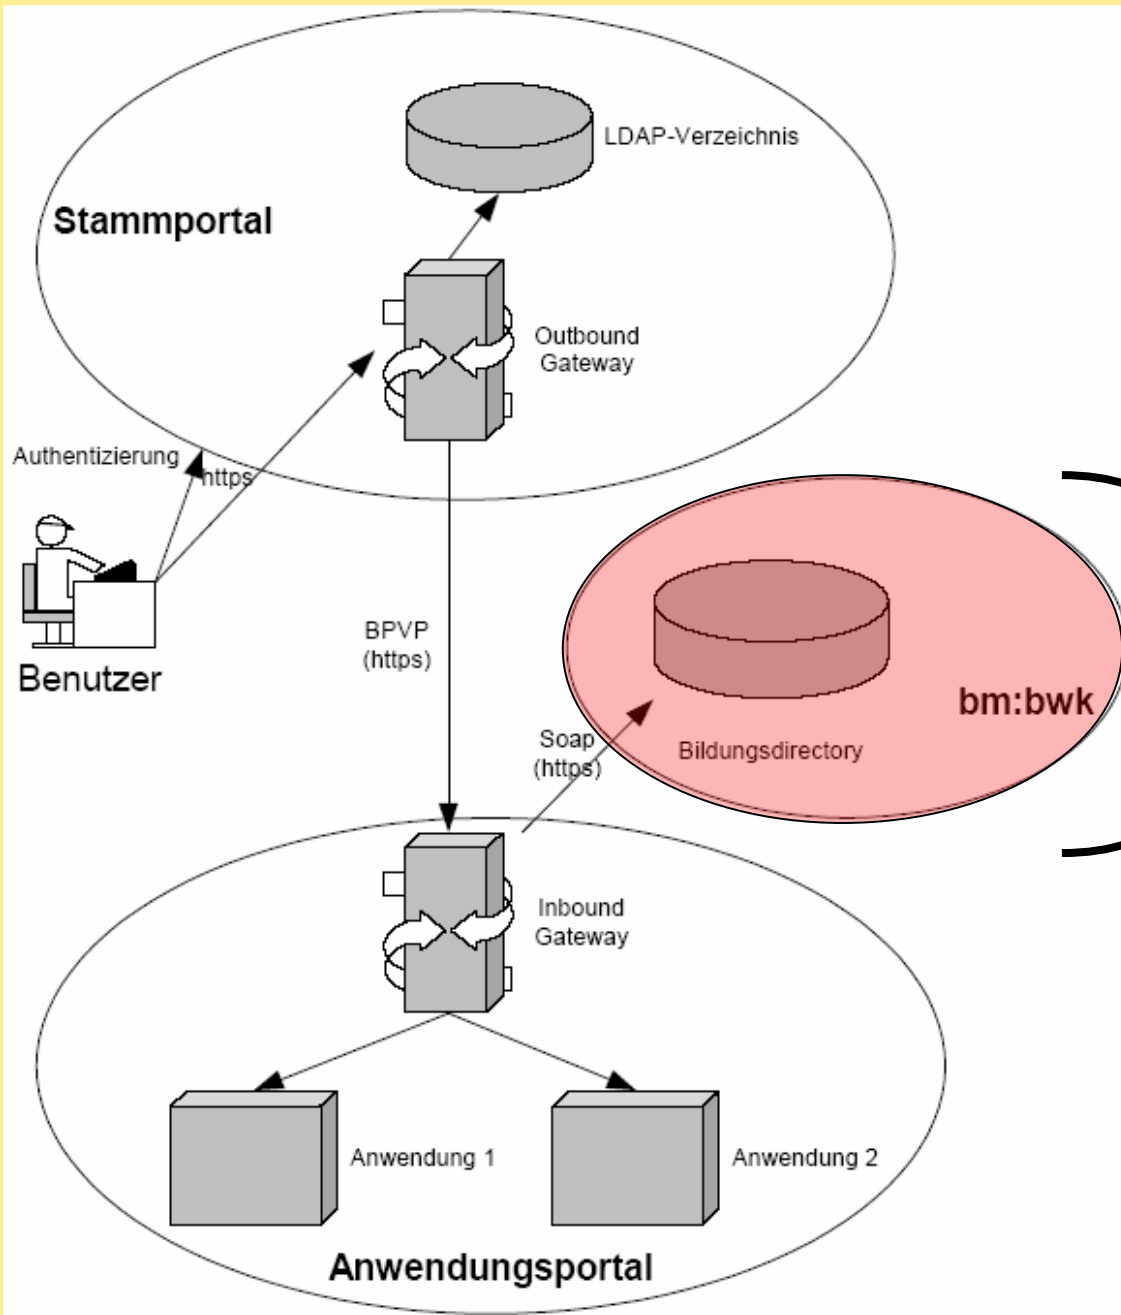 LDAP-Verzeichnis
Stammportal
Outbound
Gateway
Authentizierung
https
Benutzer
BPVP
(https)
bm:bwk
Soap
(https)
Bildungsdirectory
Inbound
Gateway
Anwendung 1
Anwendung 2
Anwendungsportal